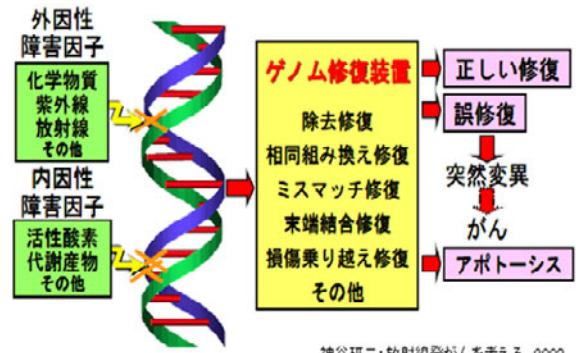 外因性
障害因子
化学物質
紫外線
放射線
その他
内因性
障害因子
活性酸素
代謝産物
その他
ゲノム修復装置
除去修復
相同組み換え修復
ミスマッチ修復
末端結合修復
損傷乗り越え修復
その他
正しい修復
誤修復
突然変異
がん
アポトーシス